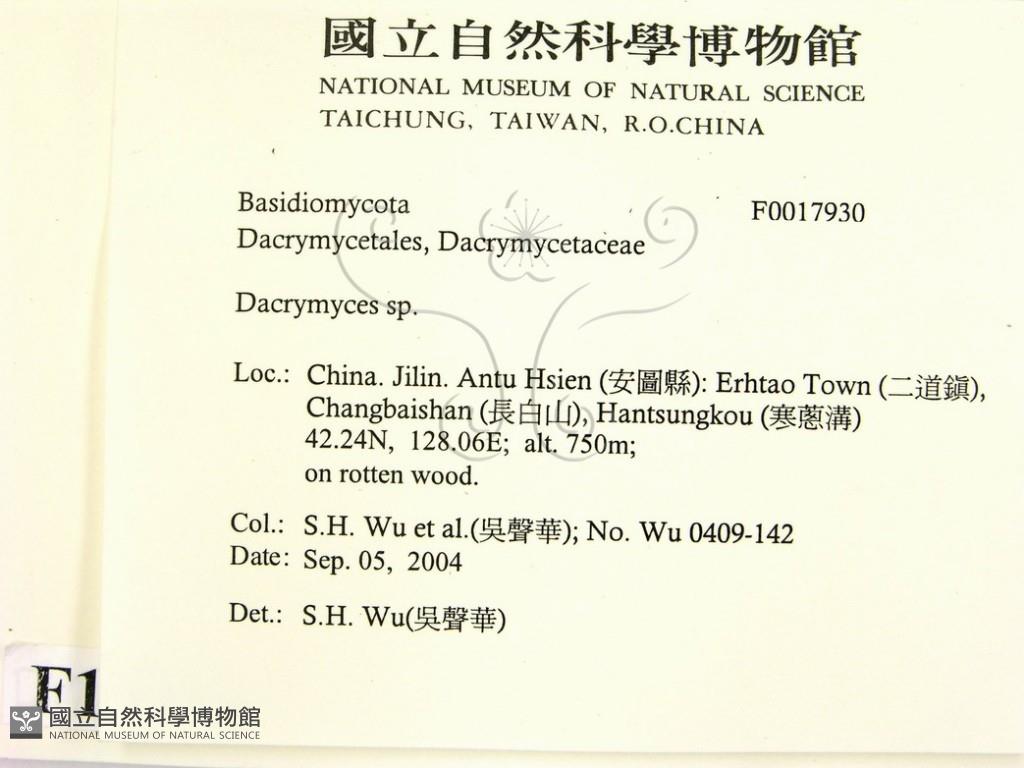 國立自然科學博物館
NATIONAL MUSEUM OF NATURAL SCIENCE
TAICHUNG, TAIWAN, R.O.CHINA
Basidiomycota F0017930
Dacrymycetales, Dacrymycetaceae
Dacrymyces sp.
Loc.: China. Jilin. Antu Hsien (安圖縣): Erhtao Town (二道鎮),
Changbaishan (長白山), Hantsungkou (寒蔥溝)
42.24N, 128.06E; alt. 750m;
on rotten wood.
Col.: S.H. Wu et al.(吳聲華); No. Wu 0409-142
Date: Sep. 05, 2004
Det.: S.H. Wu(吳聲華)
F1
國立自然科學博物館
NATIONAL MUSEUM OF NATURAL SCIENCE